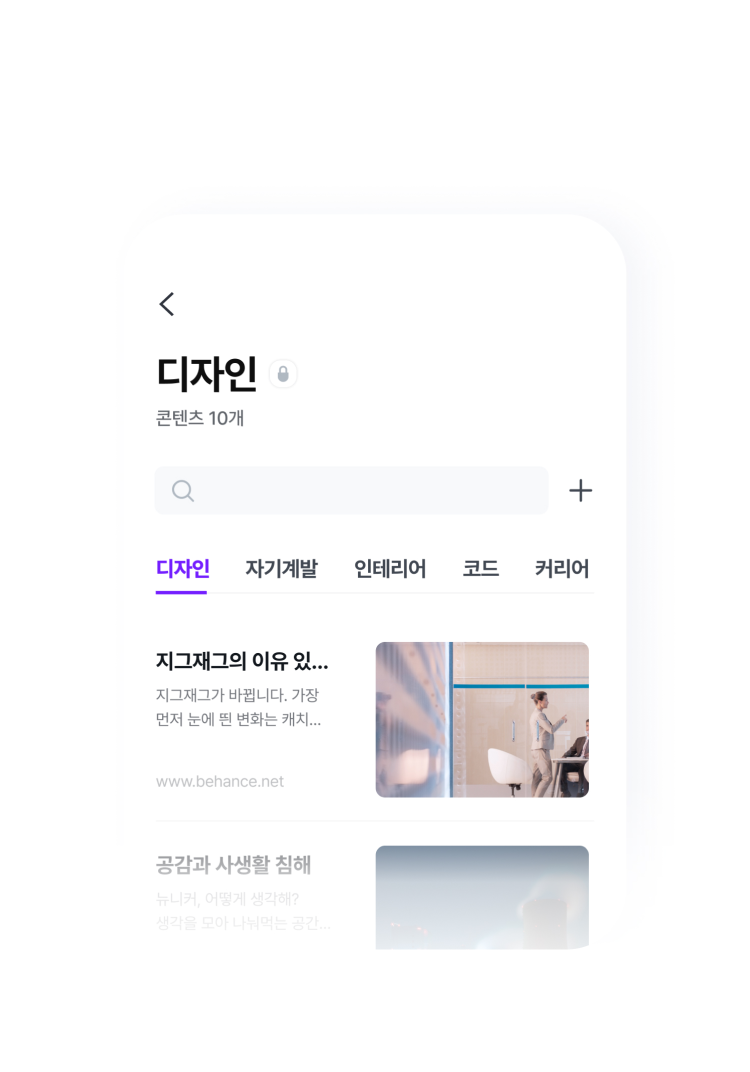 디자인
콘텐츠 10개
디자인 자기계발 인테리어 코드 커리어
지그재그의 이유 있...
지그재그가 바뀝니다. 가장
먼저 눈에 띈 변화는 캐치...
www.behance.net
공감과 사생활 침해
뉴니커, 어떻게 생각해?
생각을 모아 나눠먹는 공간...